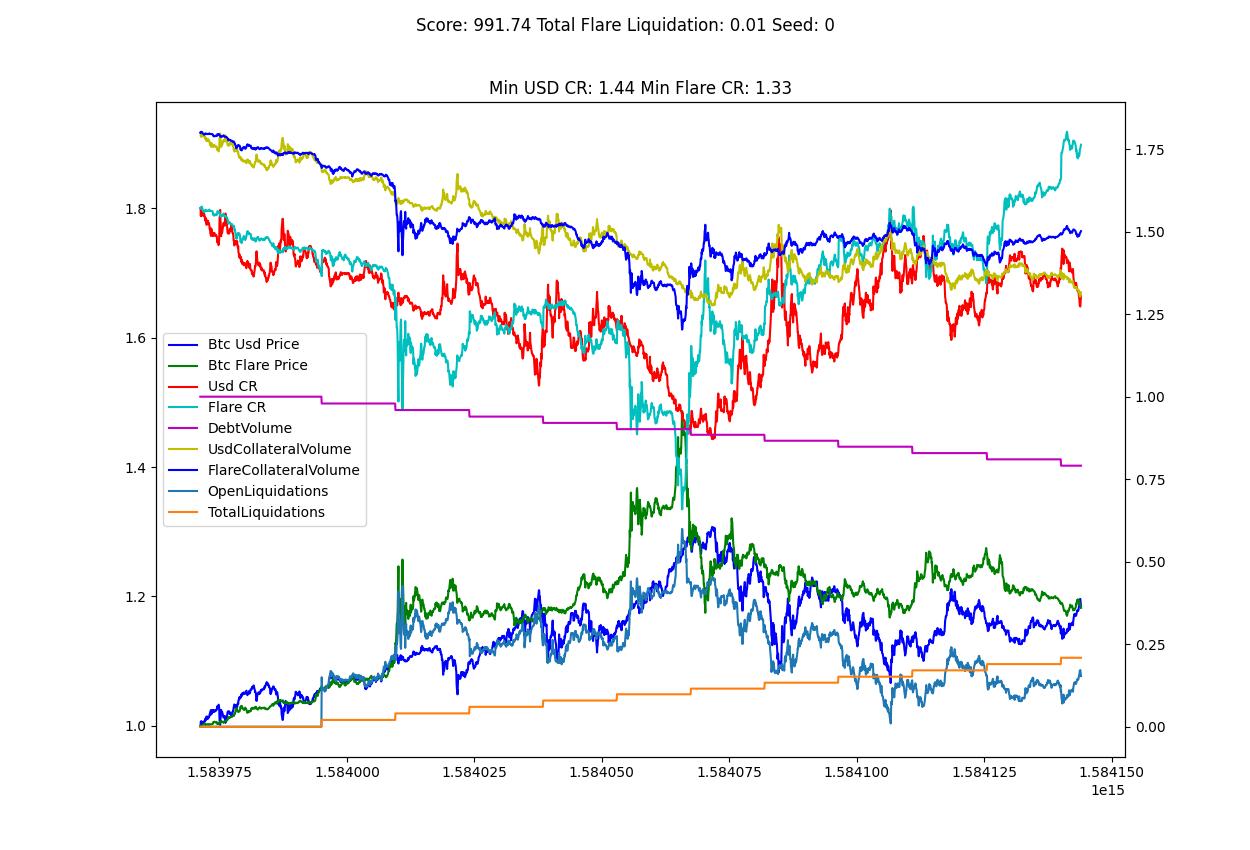 Score: 991.74 Total Flare Liquidation: 0.01 Seed: 0
Min USD CR: 1.44 Min Flare CR: 1.33
1.8
1.6
1.4
1.2
1.0
Btc Usd Price
Btc Flare Price
Usd CR
Flare CR
DebtVolume
UsdCollateralVolume
FlareCollateralVolume
OpenLiquidations
TotalLiquidations
1.75
1.50
1.25
1.00
0.75
0.50
0.25
0.00
1.583975 1.584000 1.584025 1.584050 1.584075 1.584100 1.584125 1.584150
1e15